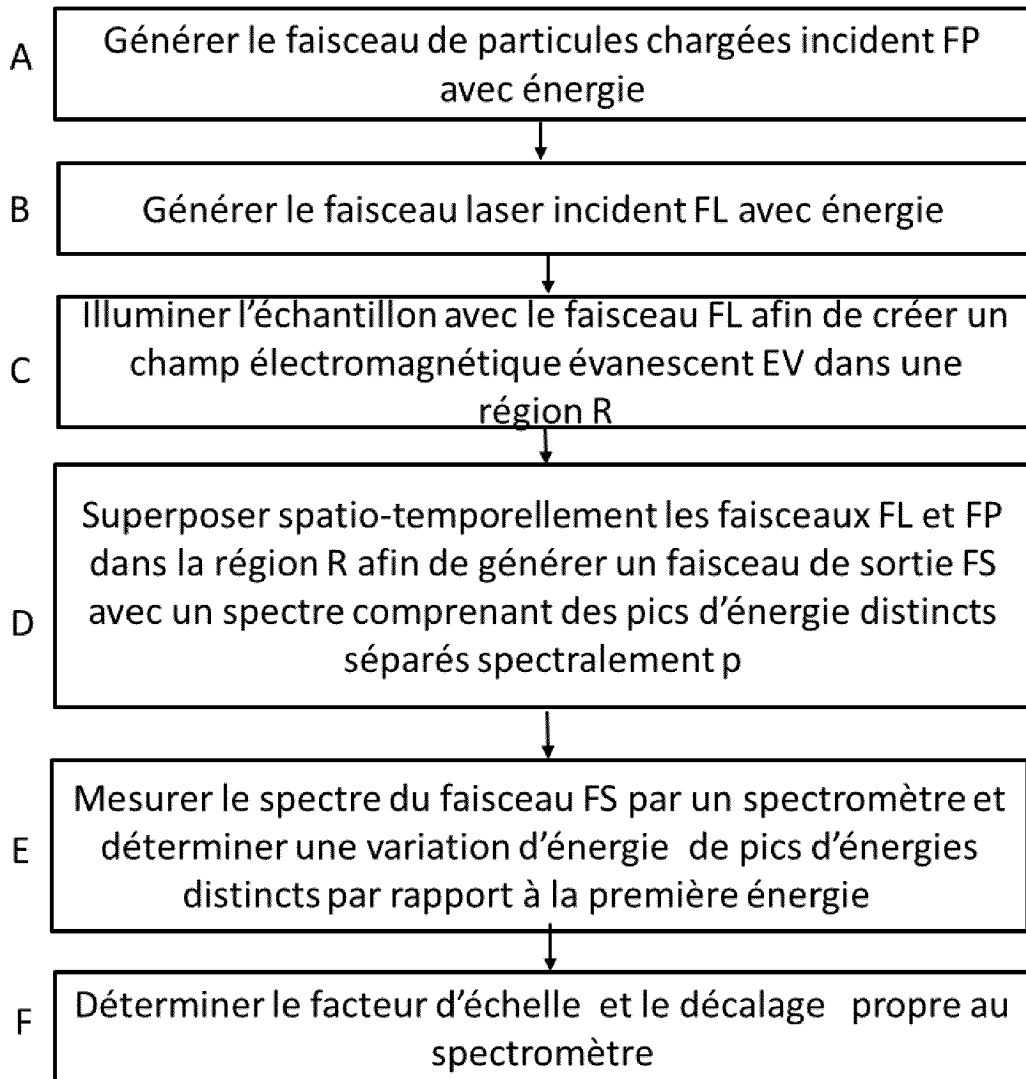 A
Générer le faisceau de particules chargées incident FP
avec énergie
B
Générer le faisceau laser incident FL avec énergie
C
Illuminer l'échantillon avec le faisceau FL afin de créer un
champ électromagnétique évanescent EV dans une
région R
D
Superposer spatio-temporellement les faisceaux FL et FP
dans la région R afin de générer un faisceau de sortie FS
avec un spectre comprenant des pics d'énergie distincts
séparés spectralement p
E
Mesurer le spectre du faisceau FS par un spectromètre et
déterminer une variation d'énergie de pics d'énergies
distincts par rapport à la première énergie
F
Déterminer le facteur d'échelle et le décalage propre au
spectromètre